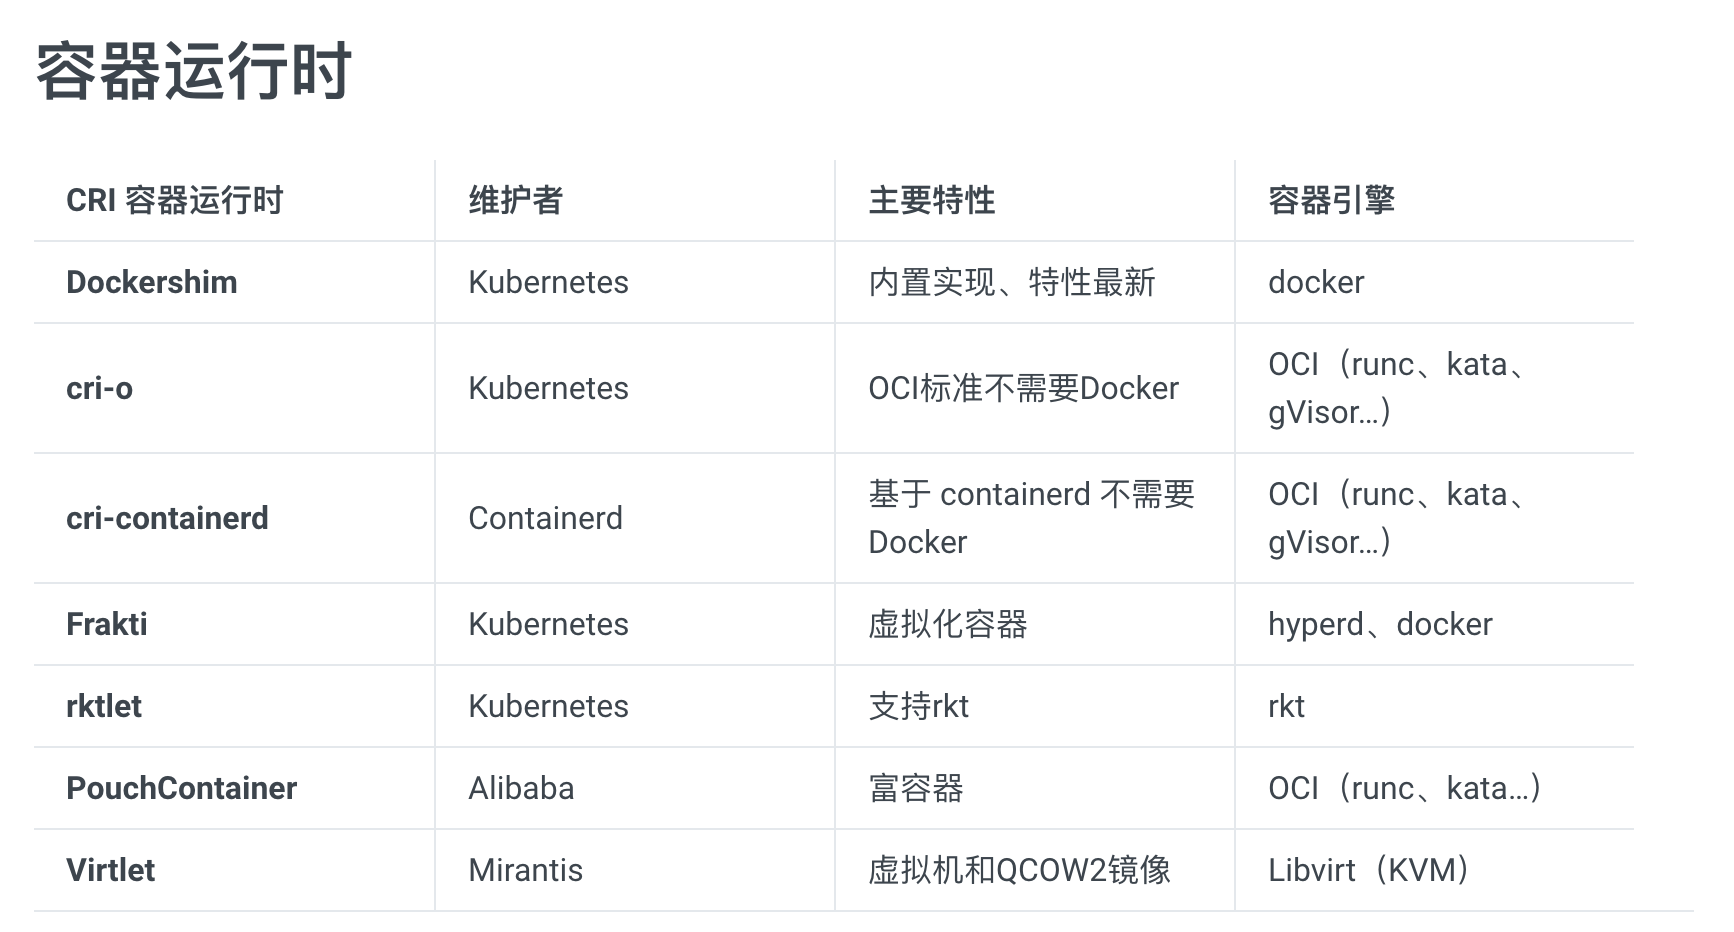 容器运行时
CRI 容器运行时 维护者 主要特性 容器引擎
Dockershim Kubernetes 内置实现、特性最新 docker
cri-o Kubernetes OCI标准不需要Docker OCI（runc、kata、
gVisor…）
cri-containerd Containerd 基于 containerd 不需要
Docker OCI（runc、kata、
gVisor…）
Frakti Kubernetes 虚拟化容器 hyperd、docker
rktlet Kubernetes 支持rkt rkt
PouchContainer Alibaba 富容器 OCI（runc、kata…）
Virtlet Mirantis 虚拟机和QCOW2镜像 Libvirt（KVM）